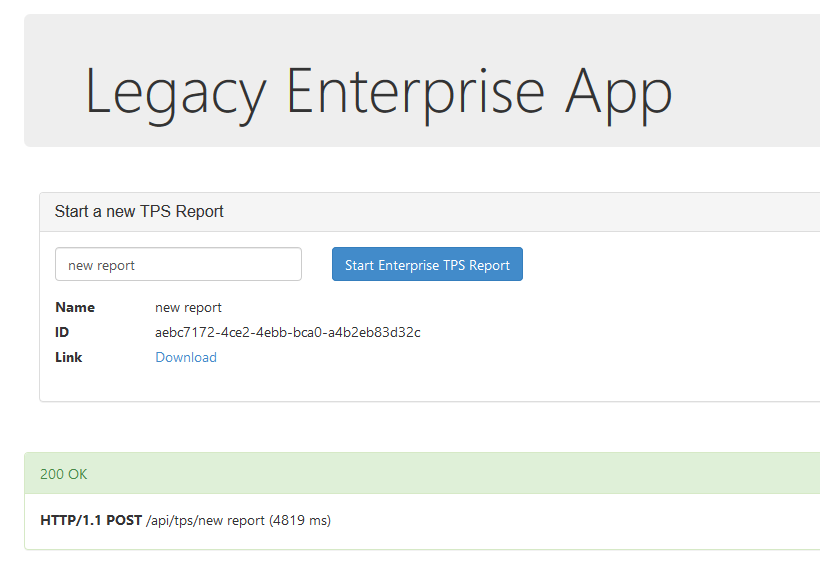 Legacy Enterprise App
Start a new TPS Report
new report
Start Enterprise TPS Report
Name new report
ID aebc7172-4ce2-4ebb-bca0-a4b2eb83d32c
Link Download
200 OK
HTTP/1.1 POST /api/tps/new report (4819 ms)